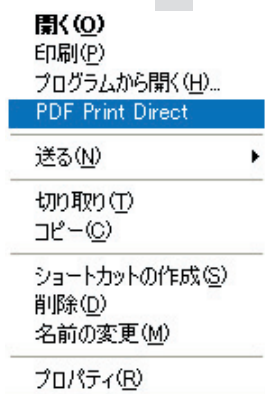 開く(O)
印刷(P)
プログラムから開く(H)...
PDF Print Direct
送る(N)
切り取り(T)
コピー(C)
ショートカットの作成(S)
削除(D)
名前の変更(M)
プロパティ(R)